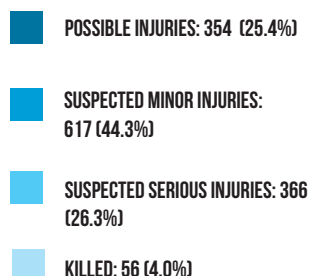 POSSIBLE INJURIES: 354 (25.4%)
SUSPECTED MINOR INJURIES:
617 (44.3%)
SUSPECTED SERIOUS INJURIES: 366
(26.3%)
KILLED: 56 (4.0%)